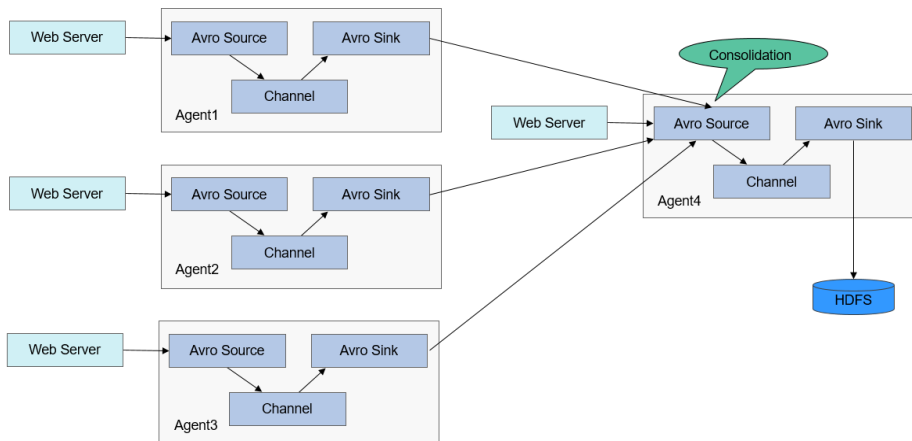 Web Server
Avro Source
Avro Sink
Channel
Agent1
Consolidation
Web Server
Avro Source
Avro Sink
Channel
Agent4
Web Server
Avro Source
Avro Sink
Channel
Agent2
HDFS
Web Server
Avro Source
Avro Sink
Channel
Agent3